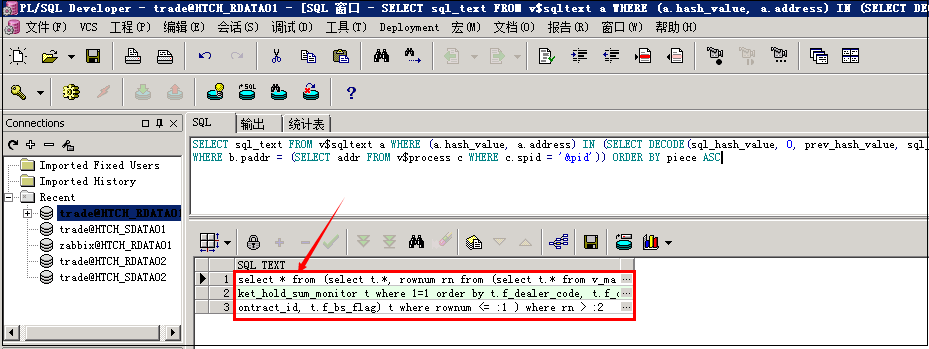 PL/SQL Developer - trade@HTCH_RDATA01 - [SQL 窗口 - SELECT sql_text FROM v$sqltext a WHERE (a.hash_value, a.address) IN (SELECT DECODE(sql
文件(F) VCS 工程(P) 编辑(E) 会话(S) 调试(D) 工具(T) Deployment 宏(M) 文档(O) 报告(R) 窗口(W) 帮助(H)
SQL
?
Connections
Imported Fixed Users
Imported History
Recent
trade@HTCH_RDATA01
trade@HTCH_SDATA01
zabbix@HTCH_RDATA01
trade@HTCH_RDATA02
trade@HTCH_SDATA02
SQL 输出 统计表
SELECT sql_text FROM v$sqltext a WHERE (a.hash_value, a.address) IN (SELECT DECODE(sql_hash_value, 0, prev_hash_value, sql_
WHERE b.paddr = (SELECT addr FROM v$process c WHERE c.spid = '&pid')) ORDER BY piece ASC
SQL_TEXT
1 select * from (select t.*, rownum rn from (select t.* from v_ma ...
2 ket_hold_sum_monitor t where 1=1 order by t.f_dealer_code, t.f_c ...
3 ontract_id, t.f_bs_flag) t where rownum <= :1 ) where rn > :2 ...